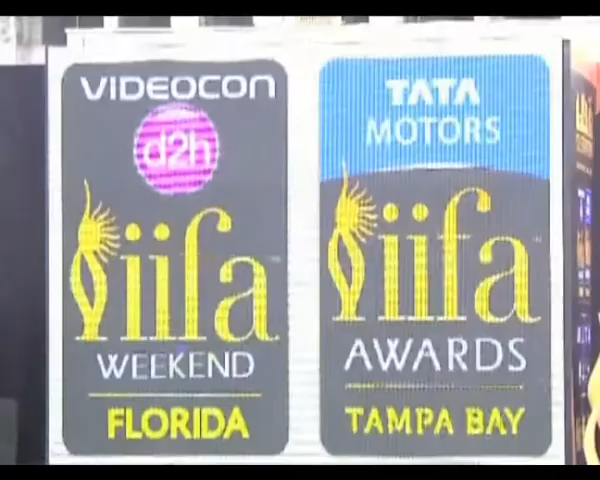 VIDEOCON
d2h
iifa
WEEKEND
FLORIDA
TATA
MOTORS
iifa
AWARDS
TAMPA BAY